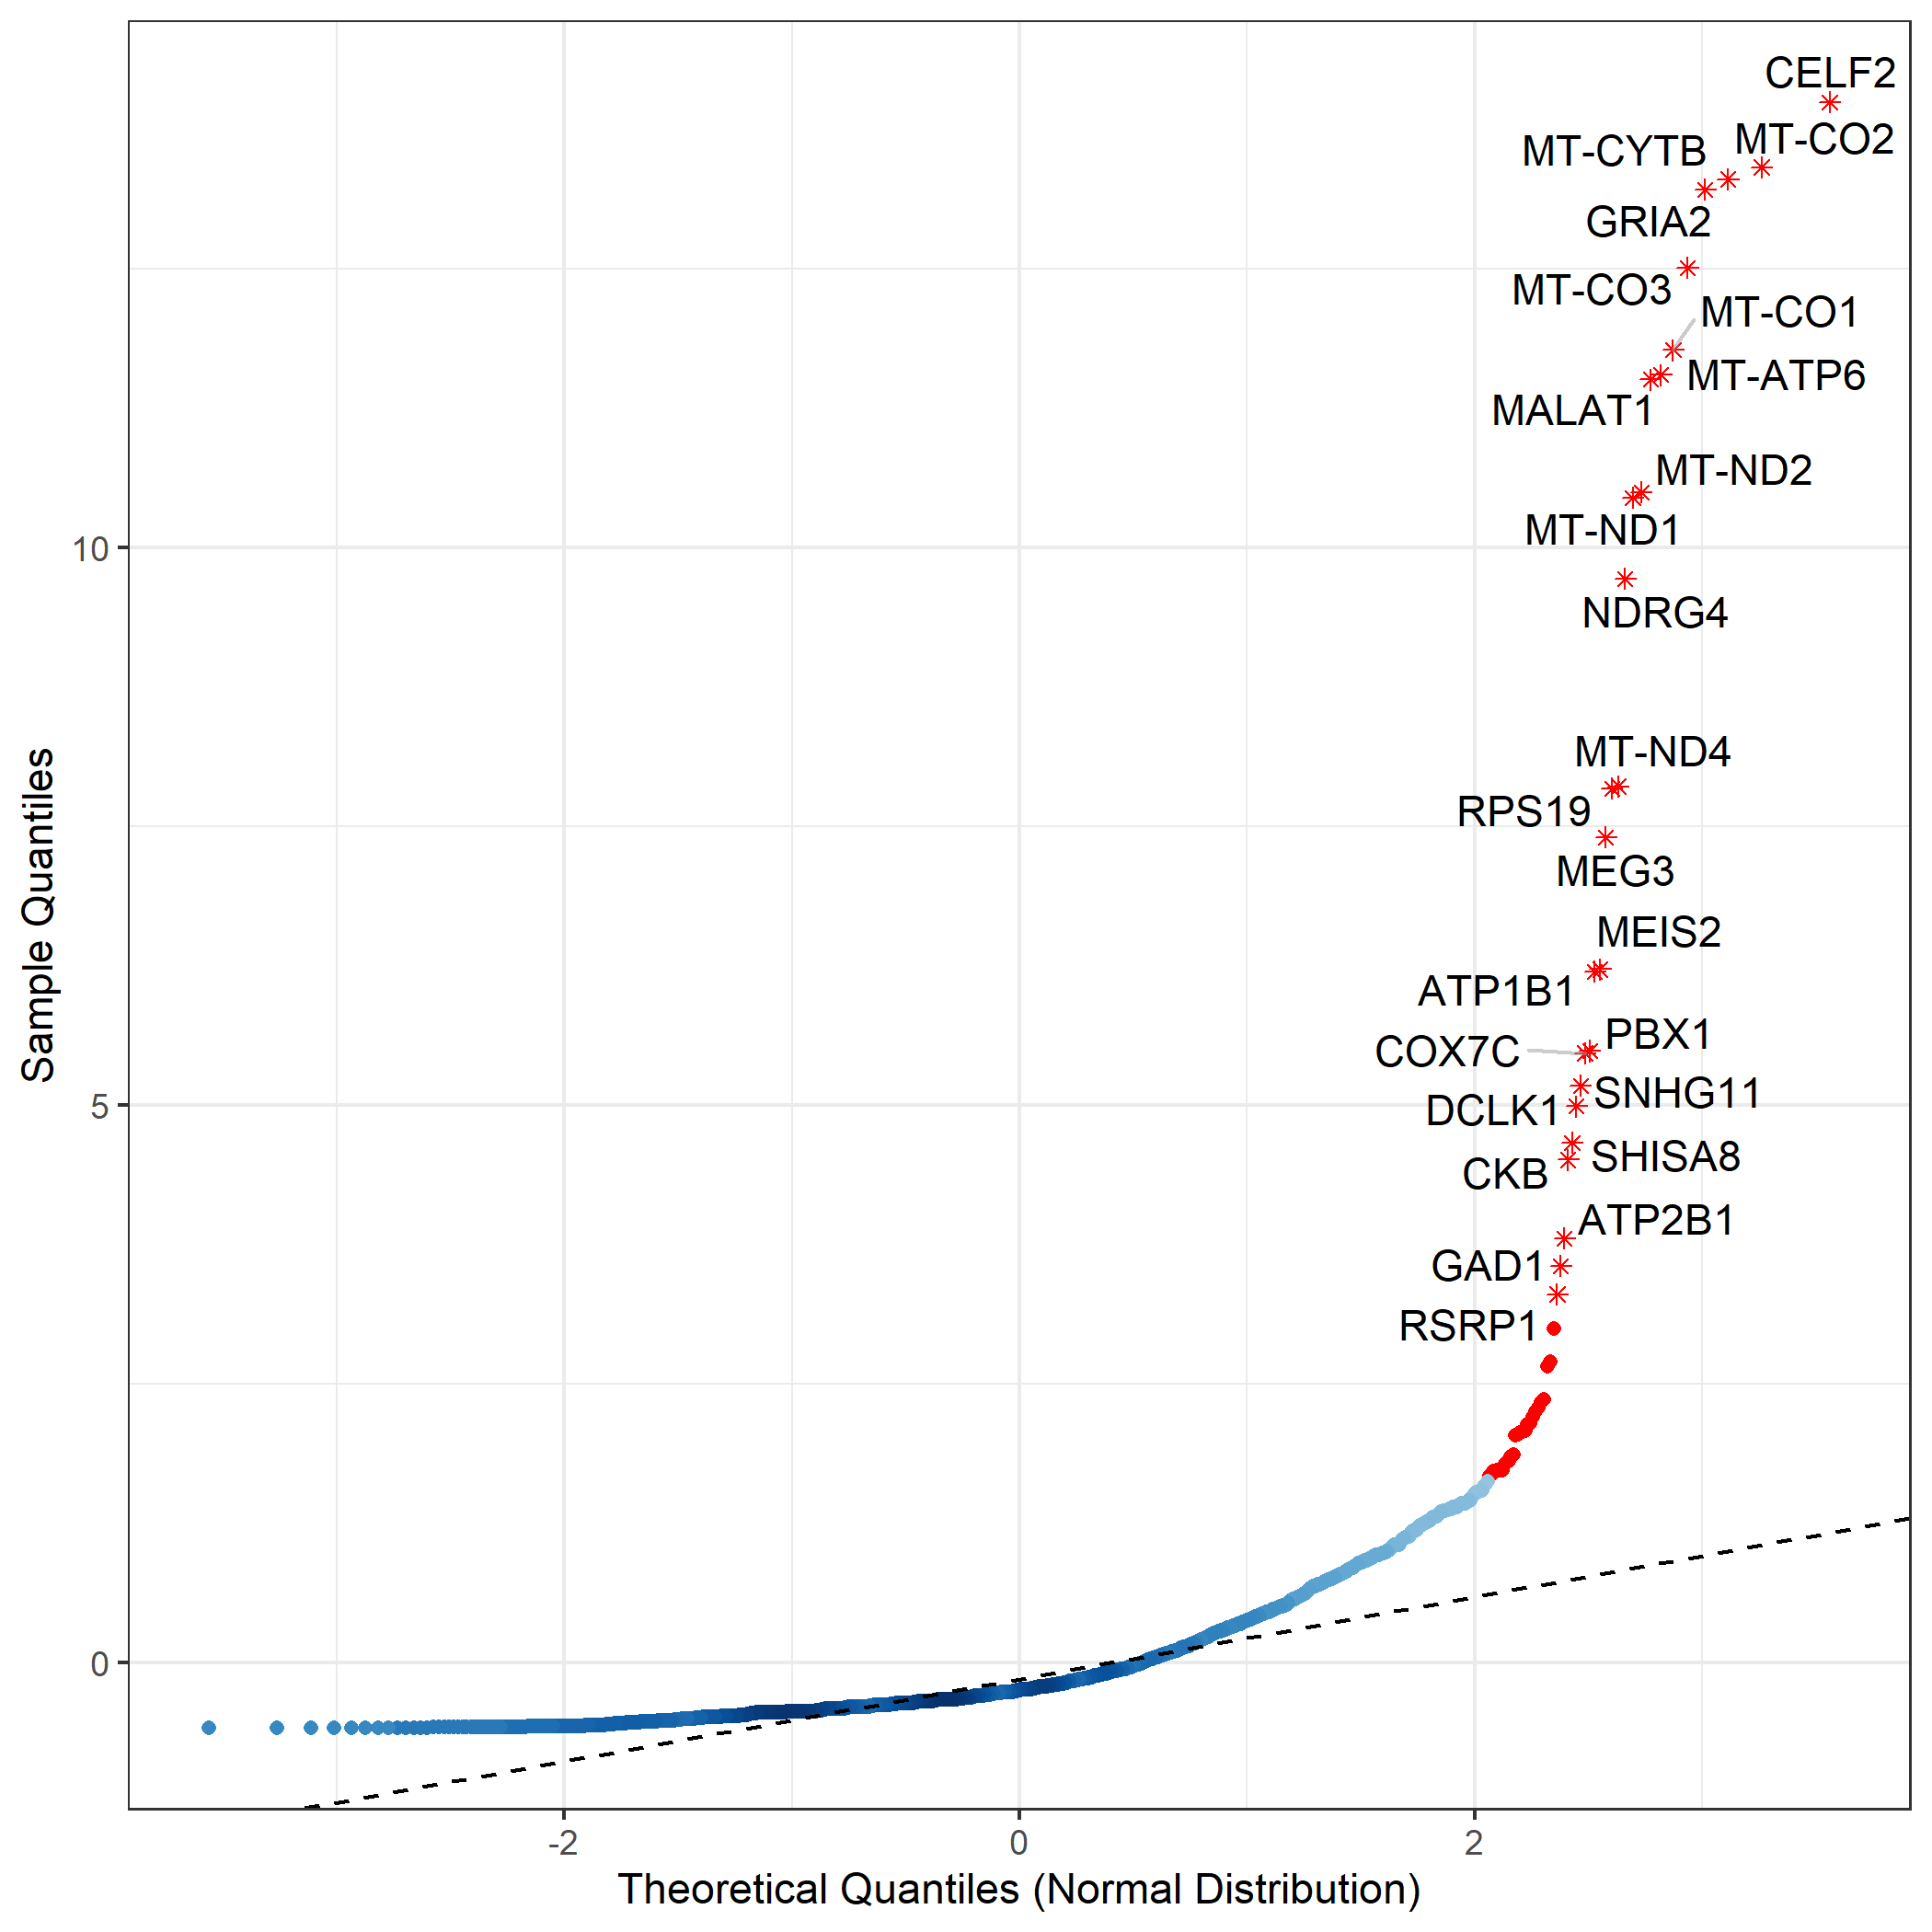 CELF2
MT-CO2
MT-CYTB
GRIA2
MT-CO3
MT-CO1
MT-ATP6
MALAT1
MT-ND2
MT-ND1
NDRG4
MT-ND4
RPS19
MEG3
MEIS2
ATP1B1
PBX1
COX7C
SNHG11
DCLK1
SHISA8
CKB
ATP2B1
GAD1
RSRP1
10
5
0
Sample Quantiles
-2
0
2
Theoretical Quantiles (Normal Distribution)